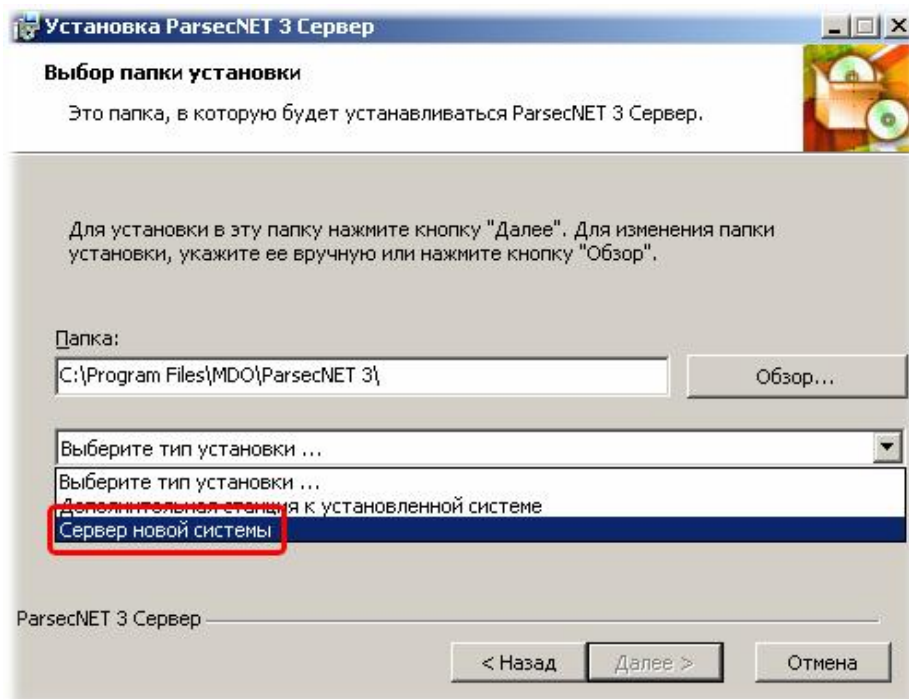 Установка ParsecNET 3 Сервер
Выбор папки установки
Это папка, в которую будет устанавливаться ParsecNET 3 Сервер.
Для установки в эту папку нажмите кнопку "Далее". Для изменения папки
установки, укажите ее вручную или нажмите кнопку "Обзор".
Папка:
C:\Program Files\MDO\ParsecNET 3\
Обзор...
Выберите тип установки ...
Выберите тип установки ...
Дополнительная станция к установленной системе
Сервер новой системы
ParsecNET 3 Сервер
< Назад
Далее >
Отмена